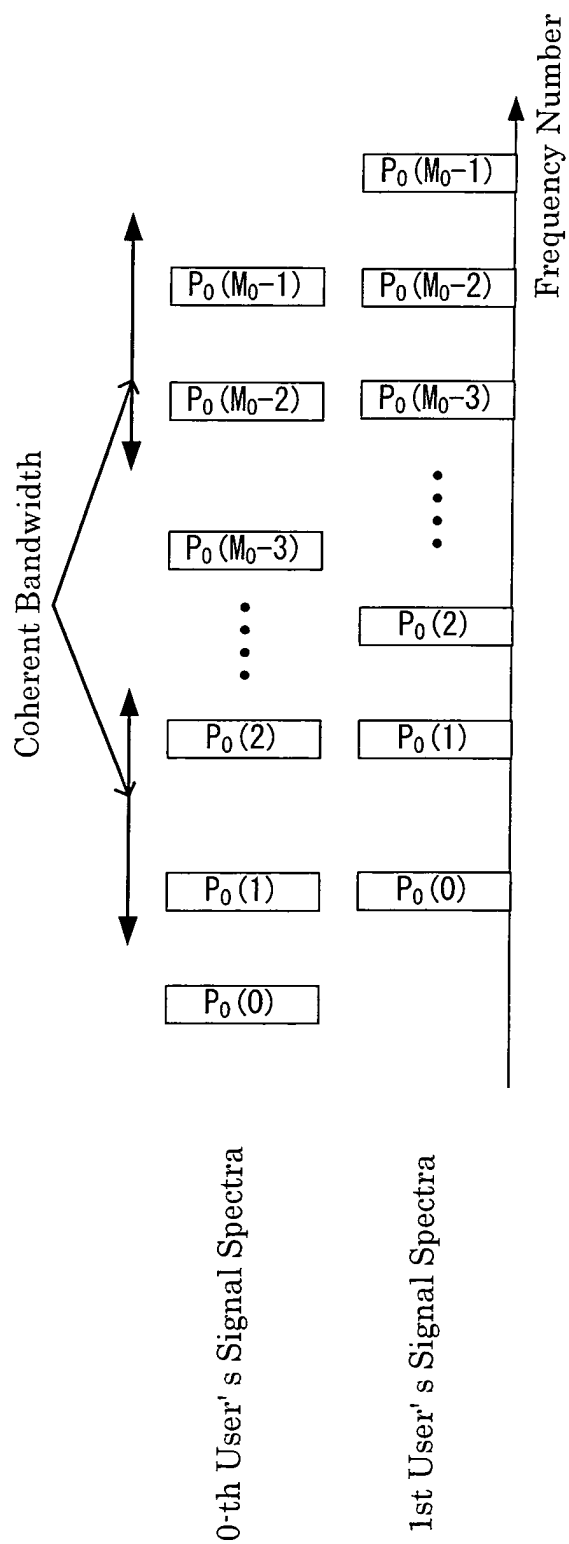 Coherent Bandwidth
0-th User' s Signal Spectra
P₀(0)
P₀(1)
P₀(2)
P₀(M₀-3)
P₀(M₀-2)
P₀(M₀-1)
1st User' s Signal Spectra
P₀(0)
P₀(1)
P₀(2)
P₀(M₀-3)
P₀(M₀-2)
P₀(M₀-1)
Frequency Number